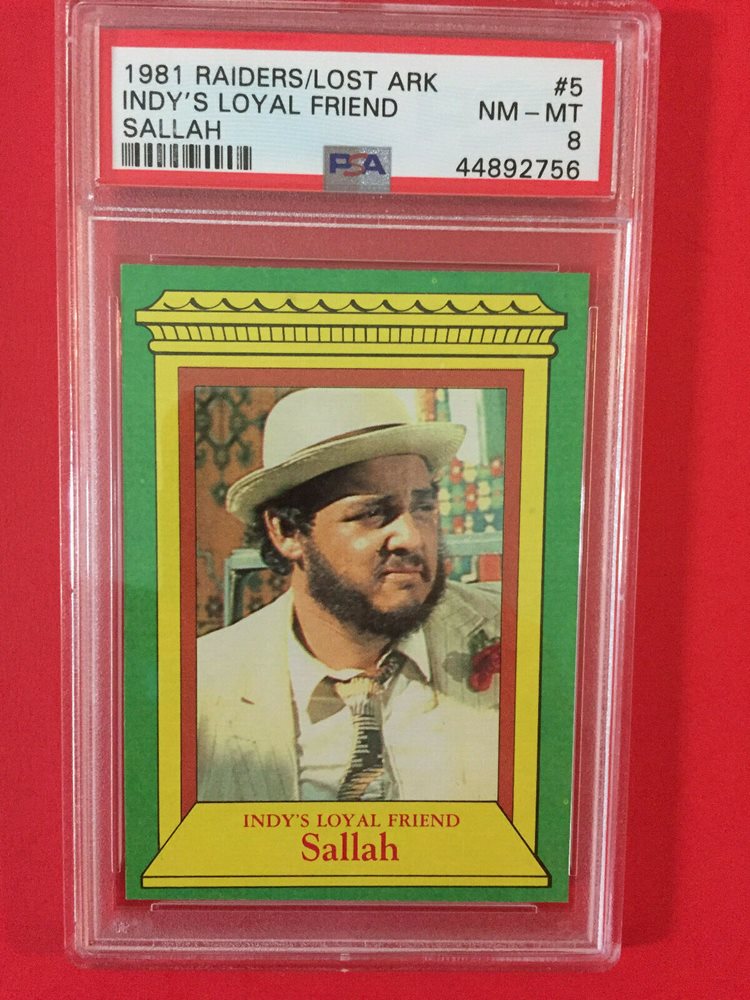 1981 RAIDERS/LOST ARK #5
INDY'S LOYAL FRIEND NM - MT
SALLAH 8
PSA 44892756
INDY'S LOYAL FRIEND
Sallah